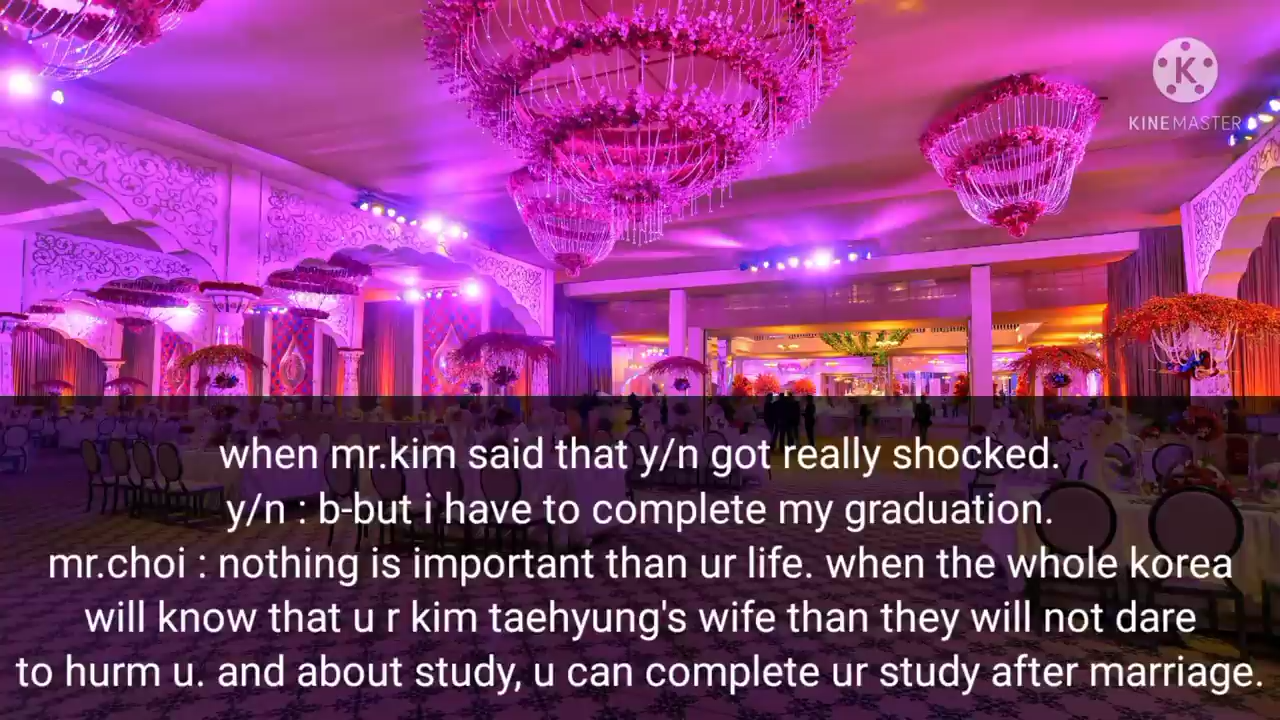 KINEMASTER
when mr.kim said that y/n got really shocked.
y/n : b-but i have to complete my graduation.
mr.choi : nothing is important than ur life. when the whole korea
will know that u r kim taehyung's wife than they will not dare
to hurm u. and about study, u can complete ur study after marriage.